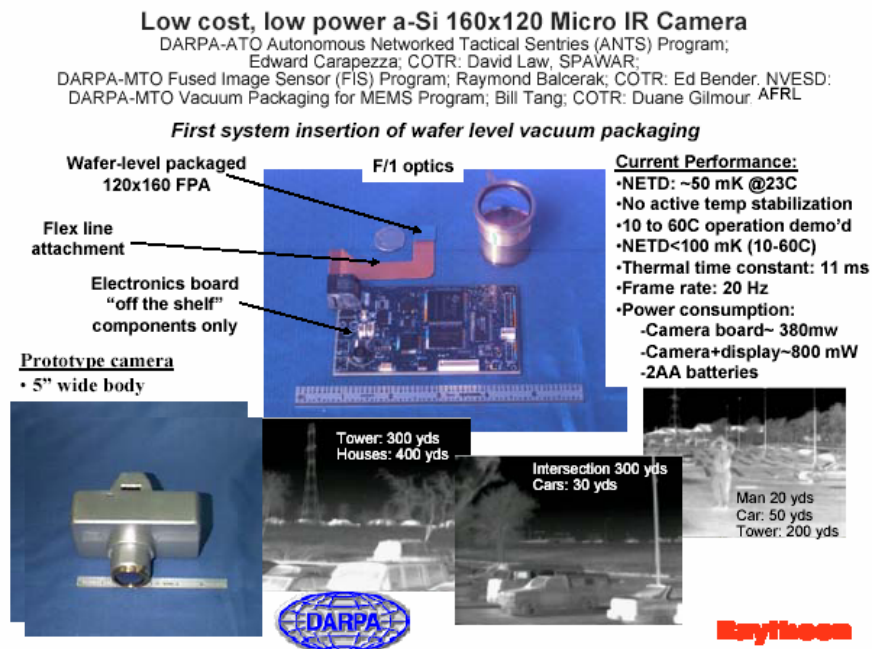 Low cost, low power a-Si 160x120 Micro IR Camera
DARPA-ATO Autonomous Networked Tactical Sentries (ANTS) Program;
Edward Carapezza; COTR: David Law, SPAWAR;
DARPA-MTO Fused Image Sensor (FIS) Program; Raymond Balcerak; COTR: Ed Bender, NVESD:
DARPA-MTO Vacuum Packaging for MEMS Program; Bill Tang; COTR: Duane Gilmour, AFRL
First system insertion of wafer level vacuum packaging
Wafer-level packaged
120x160 FPA
Flex line
attachment
Electronics board
"off the shelf"
components only
F/1 optics
Current Performance:
•NETD: ~50 mK @23C
•No active temp stabilization
•10 to 60C operation demo'd
•NETD<100 mK (10-60C)
•Thermal time constant: 11 ms
•Frame rate: 20 Hz
•Power consumption:
-Camera board~ 380mw
-Camera+display~800 mW
-2AA batteries
Prototype camera
• 5" wide body
Tower: 300 yds
Houses: 400 yds
Intersection 300 yds
Cars: 30 yds
Man 20 yds
Car: 50 yds
Tower: 200 yds
DARPA
Raytheon